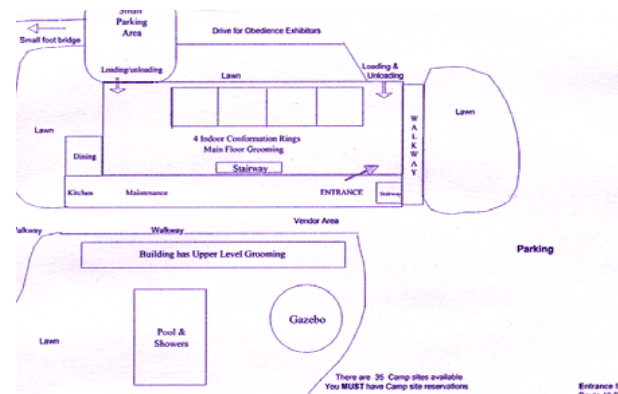 Small
Parking
Area
Small foot bridge
Drive for Obedience Exhibitors
Loading/unloading
Lawn
Loading &
Unloading
Lawn
WALKWAY
Lawn
4 Indoor Conformation Rings
Main Floor Grooming
Dining
Stairway
Kitchen
Maintenance
ENTRANCE
Stairway
Vendor Area
Walkway
Walkway
Building has Upper Level Grooming
Parking
Gazebo
Pool &
Showers
Lawn
There are 35 Camp sites available
You MUST have Camp site reservations
Entrance